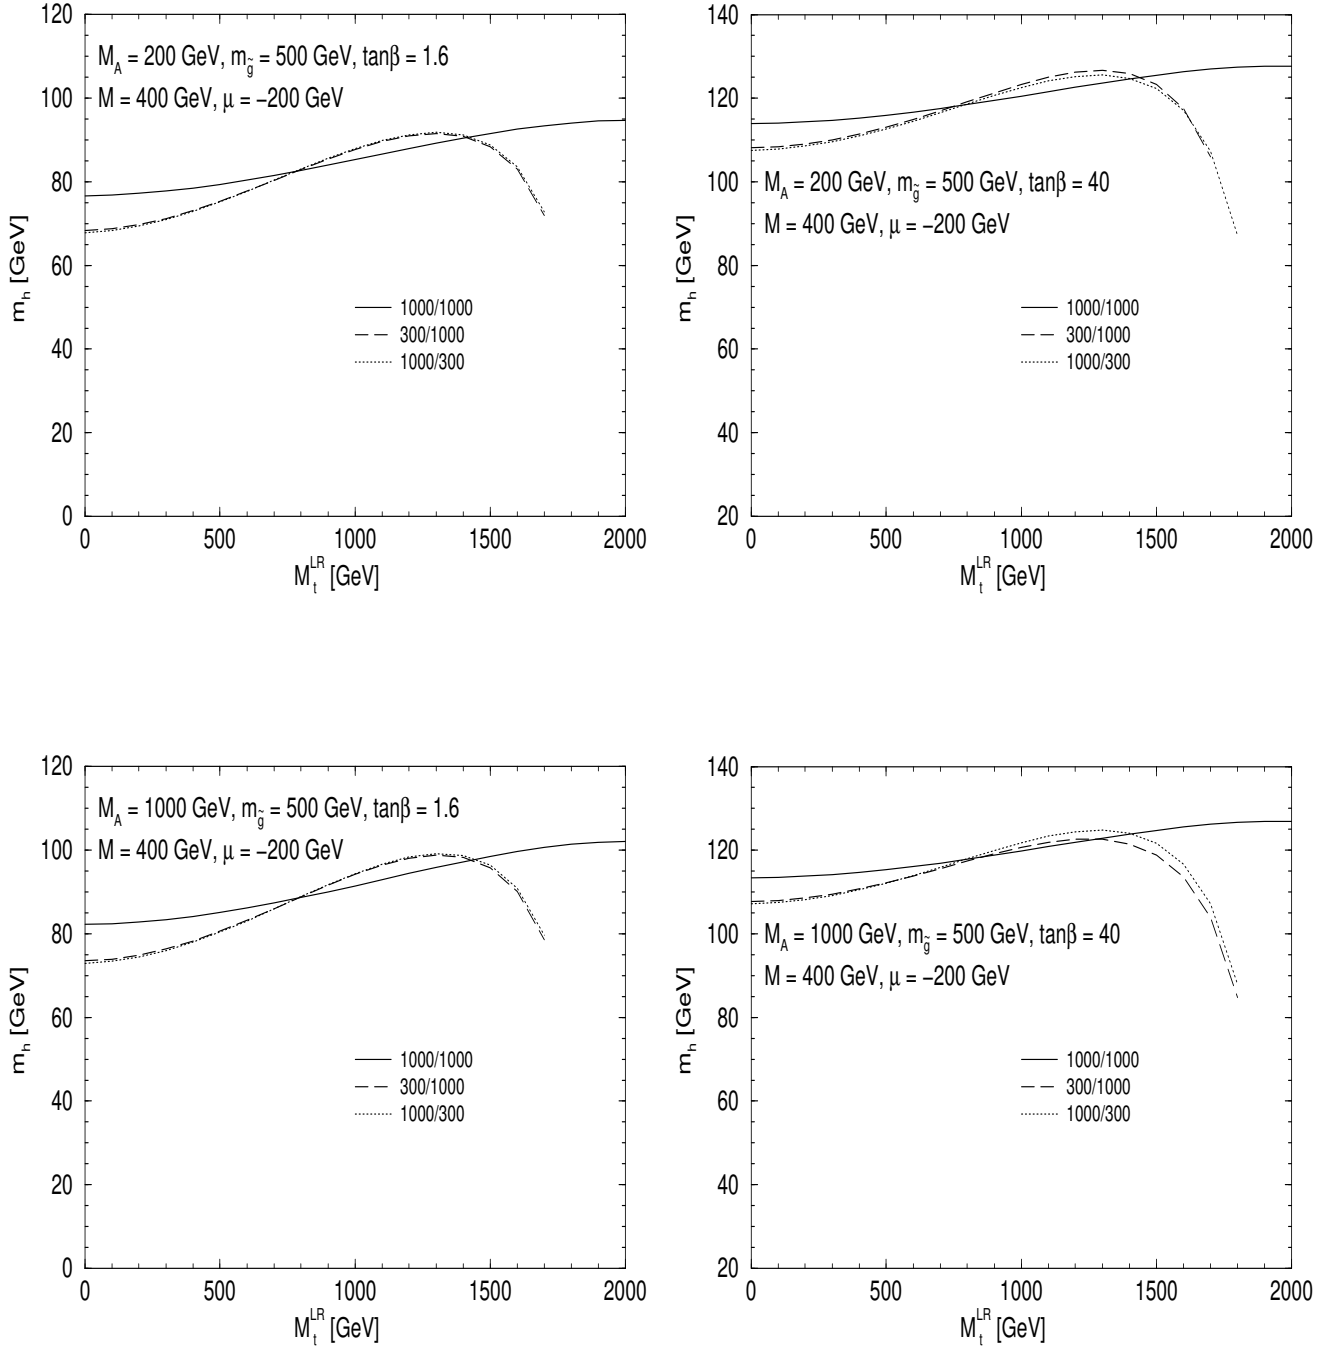 120
100
80
60
40
20
0
m_h [GeV]
M_A = 200 GeV, m_g̃ = 500 GeV, tanβ = 1.6
M = 400 GeV, μ = −200 GeV
1000/1000
300/1000
1000/300
0 500 1000 1500 2000
M_t^LR [GeV]
140
120
100
80
60
40
20
m_h [GeV]
M_A = 200 GeV, m_g̃ = 500 GeV, tanβ = 40
M = 400 GeV, μ = −200 GeV
1000/1000
300/1000
1000/300
0 500 1000 1500 2000
M_t^LR [GeV]
120
100
80
60
40
20
0
m_h [GeV]
M_A = 1000 GeV, m_g̃ = 500 GeV, tanβ = 1.6
M = 400 GeV, μ = −200 GeV
1000/1000
300/1000
1000/300
0 500 1000 1500 2000
M_t^LR [GeV]
140
120
100
80
60
40
20
m_h [GeV]
M_A = 1000 GeV, m_g̃ = 500 GeV, tanβ = 40
M = 400 GeV, μ = −200 GeV
1000/1000
300/1000
1000/300
0 500 1000 1500 2000
M_t^LR [GeV]